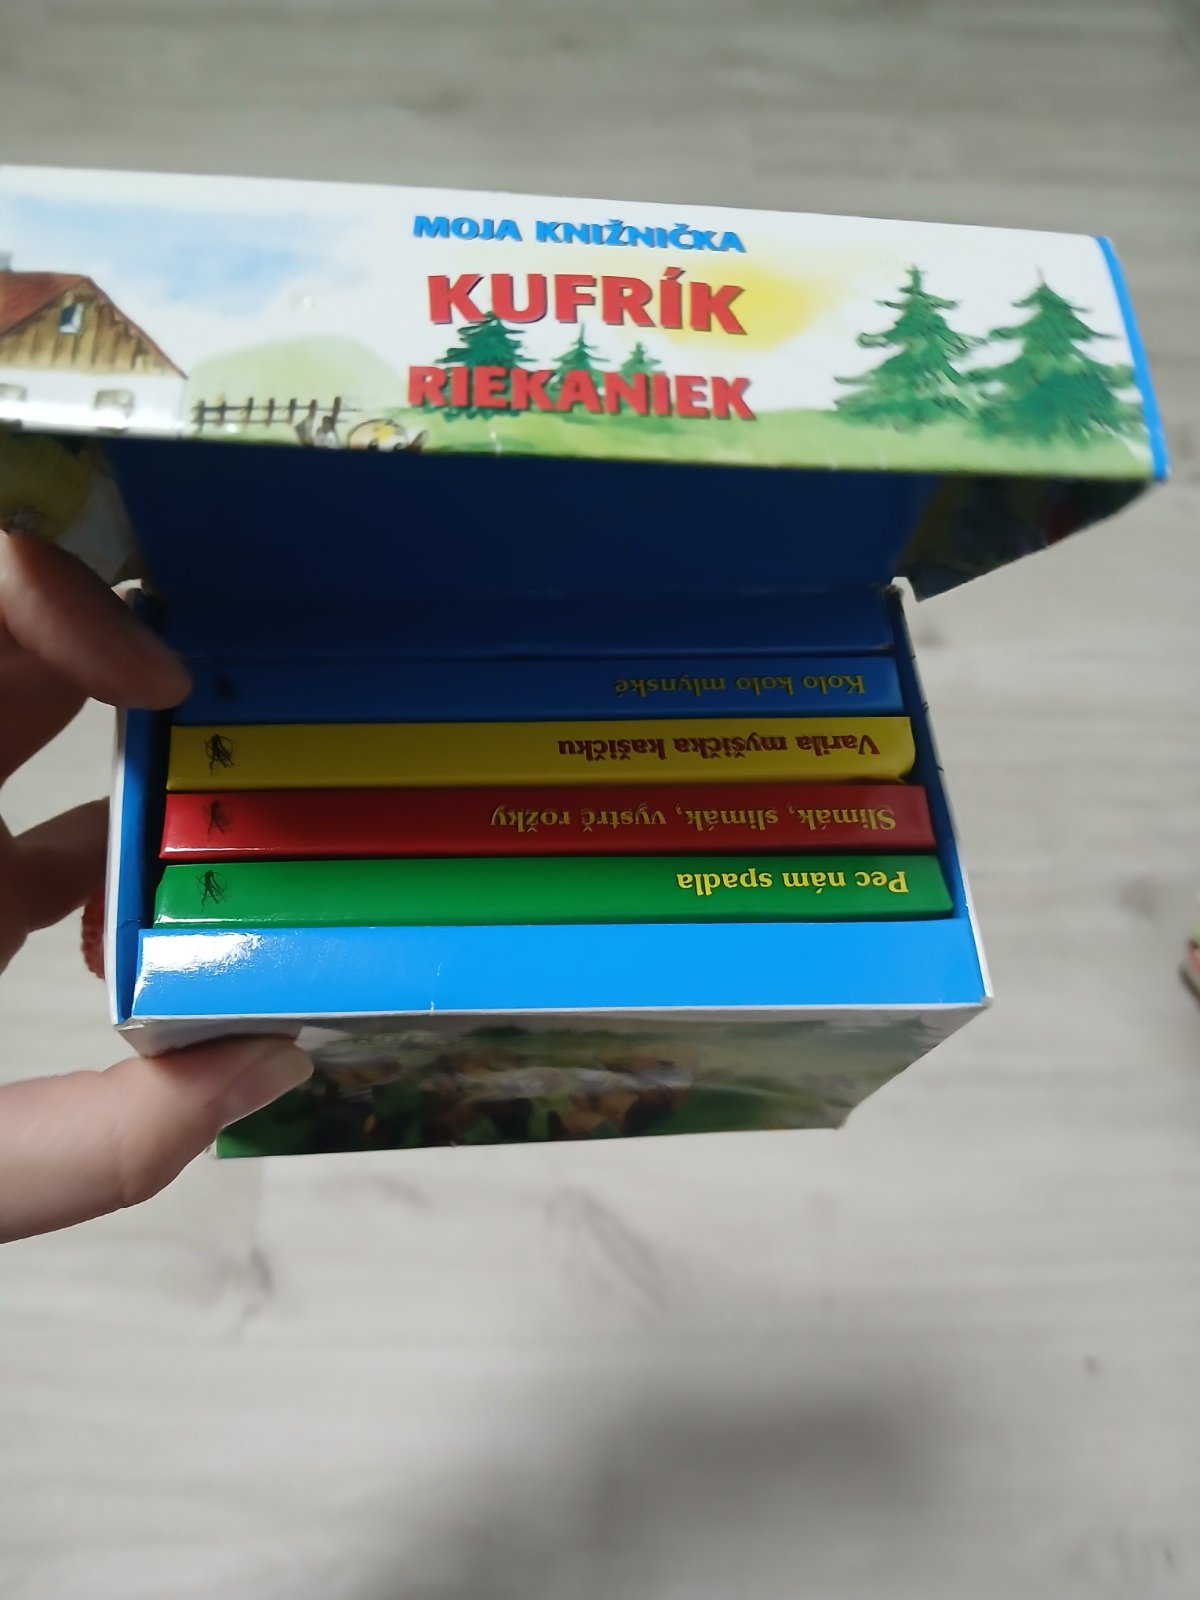 MOJA KNIŽNIČKA
KUFRÍK
RIEKANIEK
Kolo kolo mlynské
Varila myšička kašičku
Slimák, slimák, vystrč rožky
Pec nám spadla